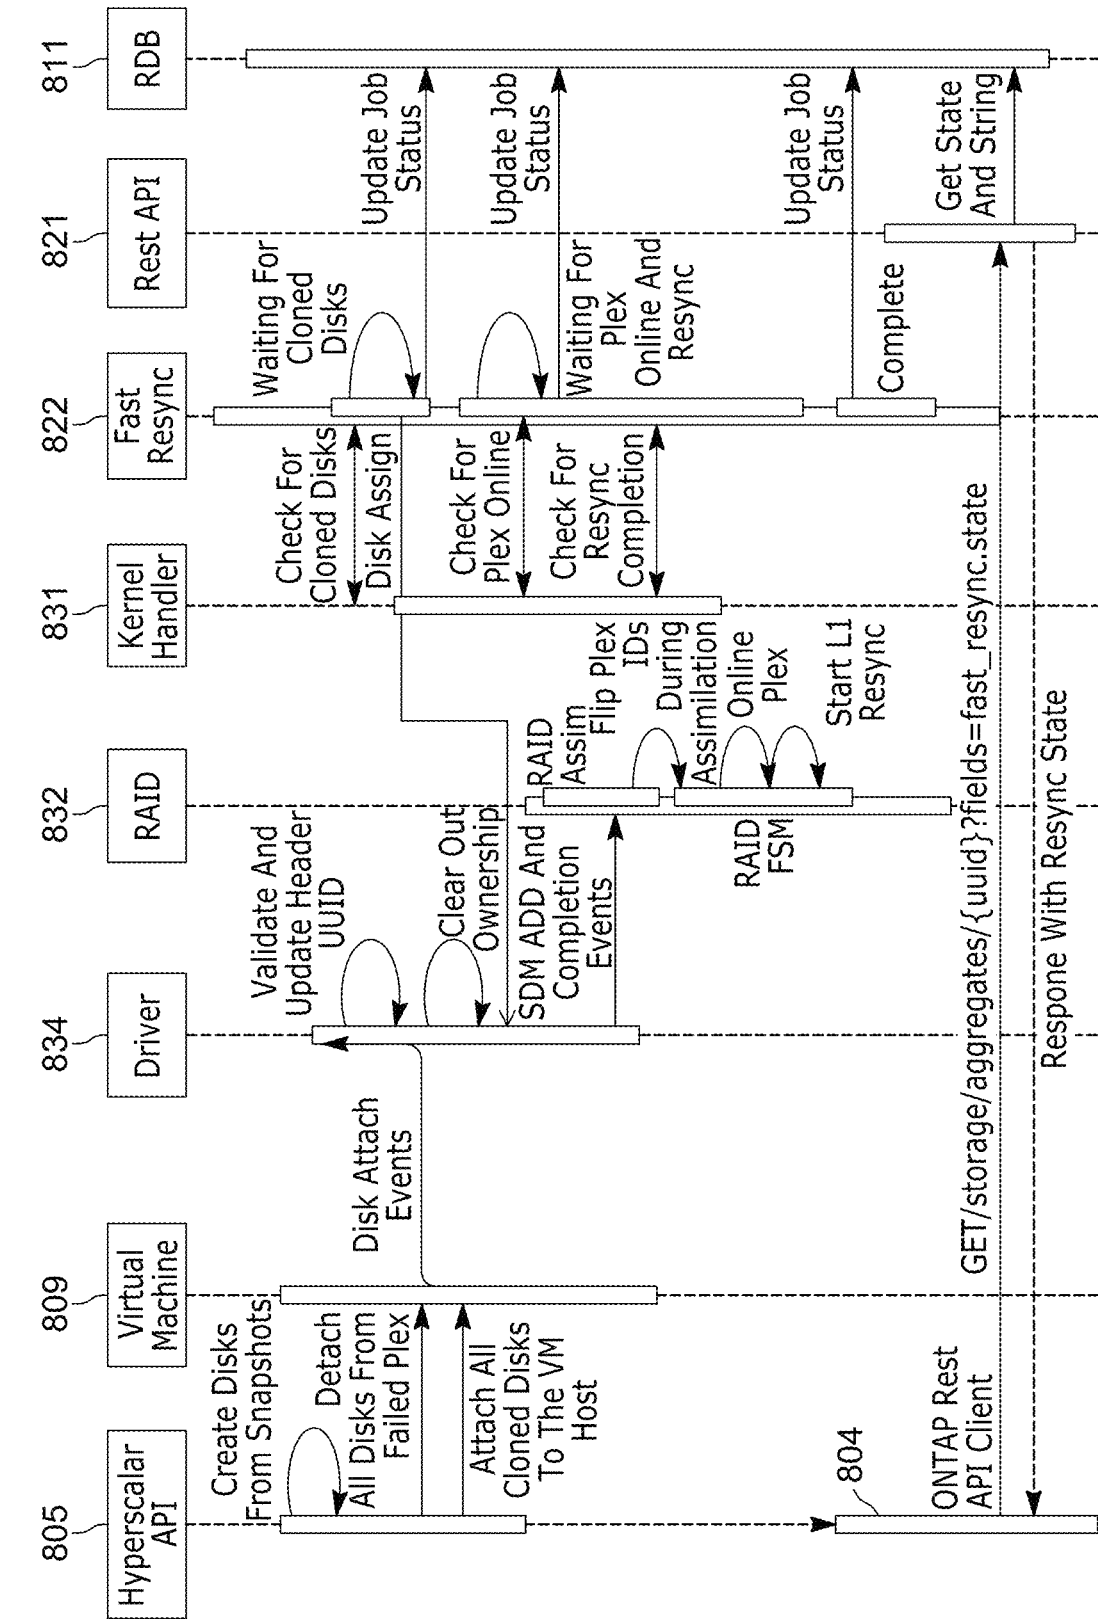 805
809
834
832
831
822
821
811
Hyperscalar
API
Virtual
Machine
Driver
RAID
Kernel
Handler
Fast
Resync
Rest API
RDB
Create Disks
From Snapshots
Detach
All Disks From
Failed Plex
Attach All
Cloned Disks
To The VM
Host
Disk Attach
Events
Validate And
Update Header
UUID
Clear Out
Ownership
SDM ADD And
Completion
Events
RAID
Assim
Flip Plex
IDs
During
Assimilation
RAID
FSM
Online
Plex
Start L1
Resync
Check For
Cloned Disks
Disk Assign
Check For
Plex Online
Check For
Resync
Completion
Waiting For
Cloned
Disks
Update Job
Status
Waiting For
Plex
Online And
Resync
Update Job
Status
Complete
Update Job
Status
Get State
And String
804
ONTAP Rest
API Client
GET/storage/aggregates/{uuid}?fields=fast_resync.state
Respone With Resync State